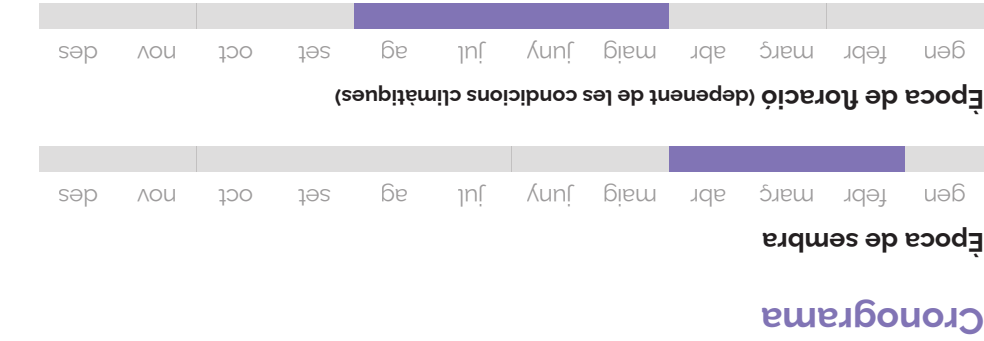 Cronograma
Època de sembra
gen febr març abr maig juny jul ag set oct nov des
Època de floració (depenent de les condicions climàtiques)
gen febr març abr maig juny jul ag set oct nov des